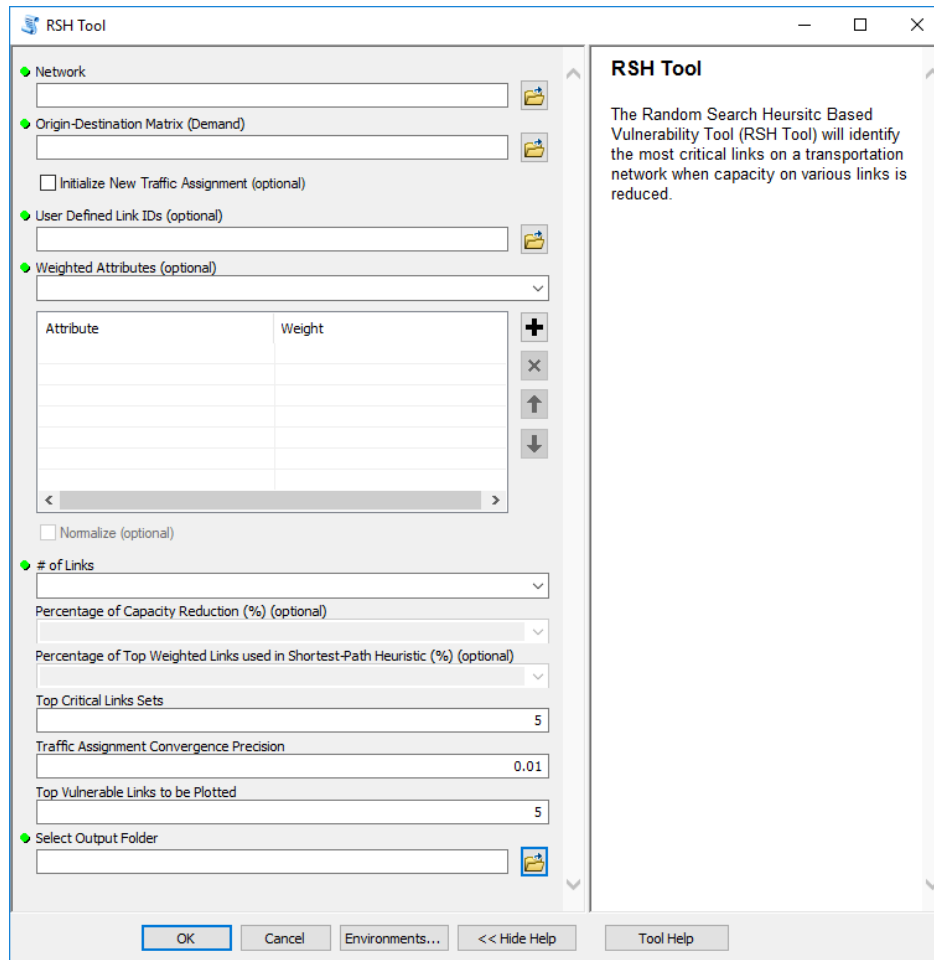 RSH Tool
Network
Origin-Destination Matrix (Demand)
Initialize New Traffic Assignment (optional)
User Defined Link IDs (optional)
Weighted Attributes (optional)
Attribute Weight
Normalize (optional)
# of Links
Percentage of Capacity Reduction (%) (optional)
Percentage of Top Weighted Links used in Shortest-Path Heuristic (%) (optional)
Top Critical Links Sets
5
Traffic Assignment Convergence Precision
0.01
Top Vulnerable Links to be Plotted
5
Select Output Folder
RSH Tool
The Random Search Heursitc Based
Vulnerability Tool (RSH Tool) will identify
the most critical links on a transportation
network when capacity on various links is
reduced.
OK Cancel Environments... << Hide Help Tool Help